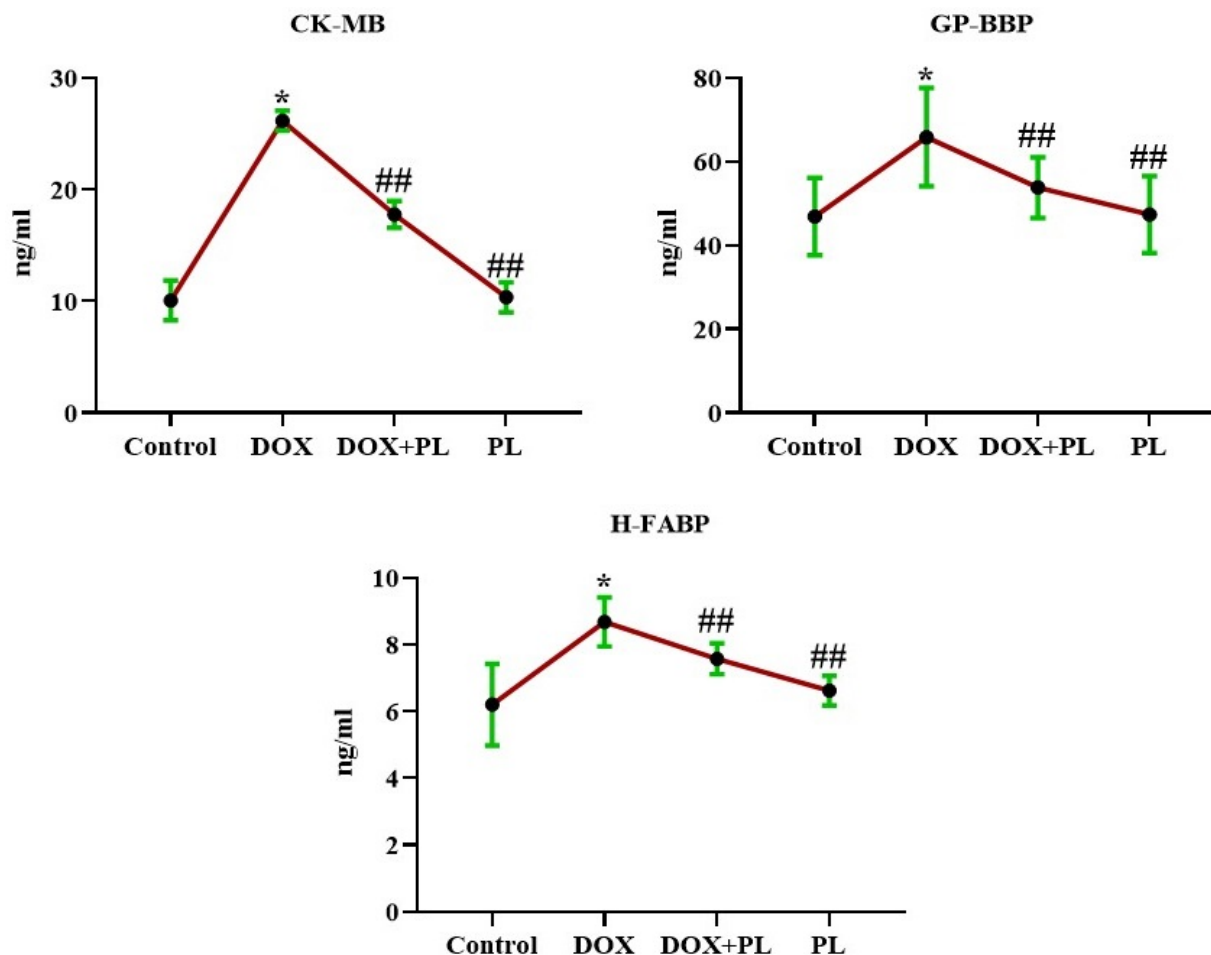 CK-MB
30
20
10
0
ng/ml
*
##
##
Control DOX DOX+PL PL
GP-BBP
80
60
40
20
0
ng/ml
*
##
##
Control DOX DOX+PL PL
H-FABP
10
8
6
4
2
0
ng/ml
*
##
##
Control DOX DOX+PL PL